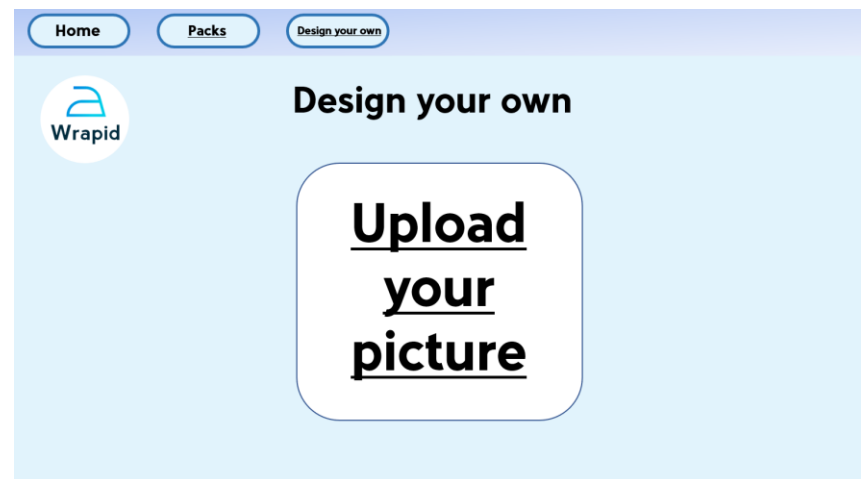 Home
Packs
Design your own
Wrapid
Design your own
Upload
your
picture